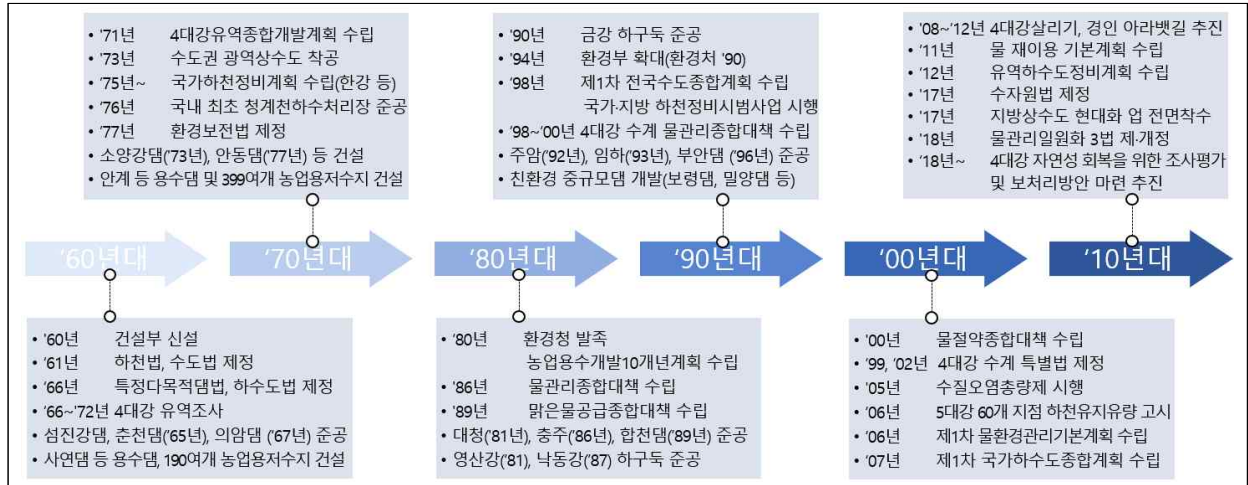 • '71년 4대강유역종합개발계획 수립
• '73년 수도권 광역상수도 착공
• '75년~ 국가하천정비계획 수립(한강 등)
• '76년 국내 최초 청계천하수처리장 준공
• '77년 환경보전법 제정
• 소양강댐('73년), 안동댐('77년) 등 건설
• 안계 등 용수댐 및 399여개 농업용저수지 건설
• '90년 금강 하구둑 준공
• '94년 환경부 확대(환경처 '90)
• '98년 제1차 전국수도종합계획 수립
국가·지방 하천정비시범사업 시행
• '98~'00년 4대강 수계 물관리종합대책 수립
• 주암('92년), 임하('93년), 부안댐 ('96년) 준공
• 친환경 중규모댐 개발(보령댐, 밀양댐 등)
• '08~'12년 4대강살리기, 경인 아라뱃길 추진
• '11년 물 재이용 기본계획 수립
• '12년 유역하수도정비계획 수립
• '17년 수자원법 제정
• '17년 지방상수도 현대화 업 전면착수
• '18년 물관리일원화 3법 제·개정
• '18년~ 4대강 자연성 회복을 위한 조사평가
및 보처리방안 마련 추진
'60년대
'70년대
'80년대
'90년대
'00년대
'10년대
• '60년 건설부 신설
• '61년 하천법, 수도법 제정
• '66년 특정다목적댐법, 하수도법 제정
• '66~'72년 4대강 유역조사
• 섬진강댐, 춘천댐('65년), 의암댐 ('67년) 준공
• 사연댐 등 용수댐, 190여개 농업용저수지 건설
• '80년 환경청 발족
농업용수개발10개년계획 수립
• '86년 물관리종합대책 수립
• '89년 맑은물공급종합대책 수립
• 대청('81년), 충주('86년), 합천댐('89년) 준공
• 영산강('81), 낙동강('87) 하구둑 준공
• '00년 물절약종합대책 수립
• '99, '02년 4대강 수계 특별법 제정
• '05년 수질오염총량제 시행
• '06년 5대강 60개 지점 하천유지유량 고시
• '06년 제1차 물환경관리기본계획 수립
• '07년 제1차 국가하수도종합계획 수립